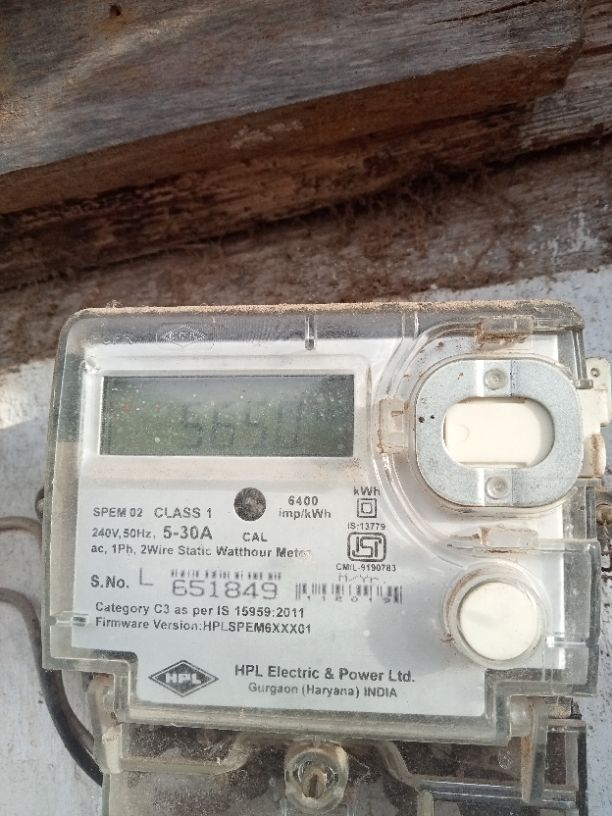 SPEM 02 CLASS 1
6400
imp/kWh
kWh
IS:13779
240V,50Hz, 5-30A CAL
ac, 1Ph, 2Wire Static Watthour Meter
ISI
CM/L-9190783
S.No. L 651849
M/Yr.
Category C3 as per IS 15959:2011
Firmware Version:HPLSPEM6XXX01
HPL
HPL Electric & Power Ltd.
Gurgaon (Haryana) INDIA